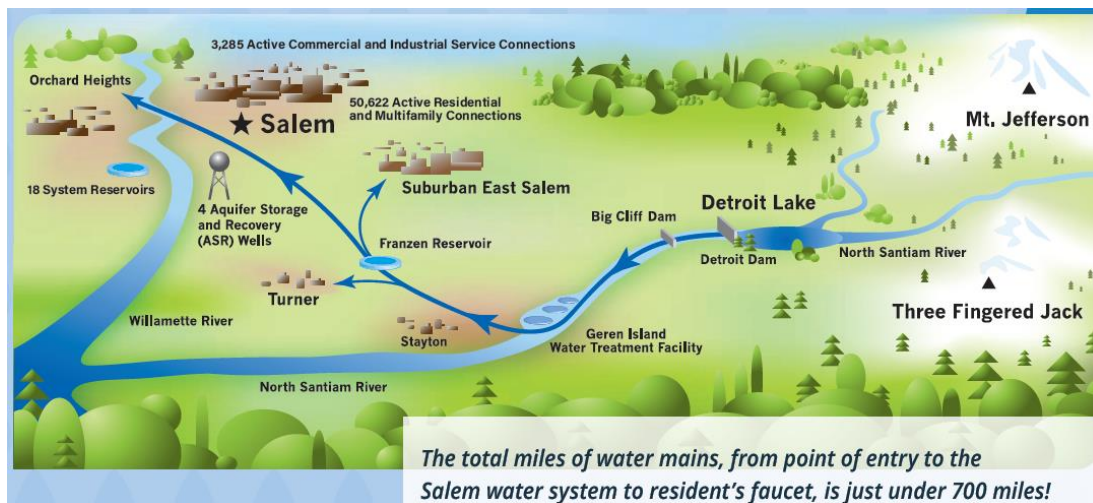 3,285 Active Commercial and Industrial Service Connections
Orchard Heights
★ Salem
50,622 Active Residential
and Multifamily Connections
Mt. Jefferson
18 System Reservoirs
4 Aquifer Storage
and Recovery
(ASR) Wells
Suburban East Salem
Big Cliff Dam
Detroit Lake
Franzen Reservoir
Detroit Dam
North Santiam River
Turner
Three Fingered Jack
Willamette River
Stayton
Geren Island
Water Treatment Facility
North Santiam River
The total miles of water mains, from point of entry to the
Salem water system to resident's faucet, is just under 700 miles!